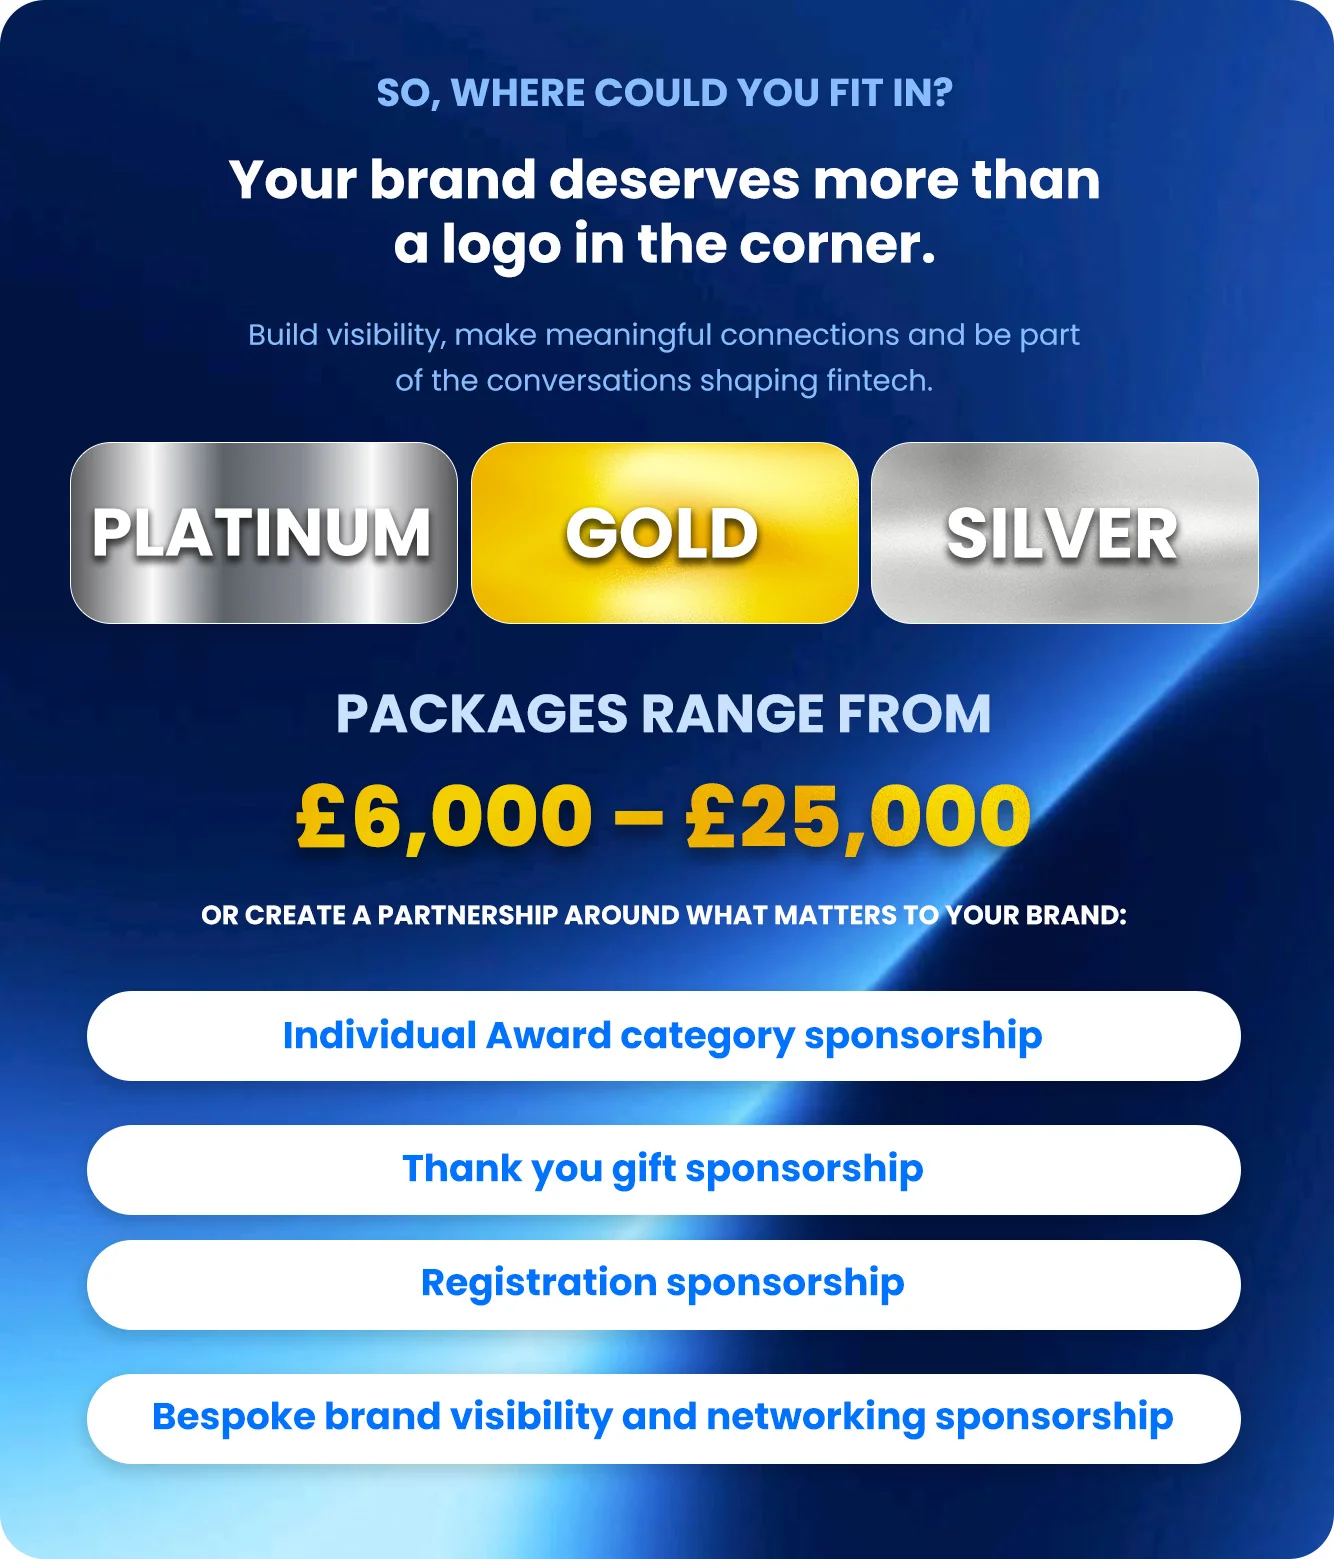 SO, WHERE COULD YOU FIT IN?
Your brand deserves more than
a logo in the corner.
Build visibility, make meaningful connections and be part
of the conversations shaping fintech.
PLATINUM
GOLD
SILVER
PACKAGES RANGE FROM
£6,000 – £25,000
OR CREATE A PARTNERSHIP AROUND WHAT MATTERS TO YOUR BRAND:
Individual Award category sponsorship
Thank you gift sponsorship
Registration sponsorship
Bespoke brand visibility and networking sponsorship